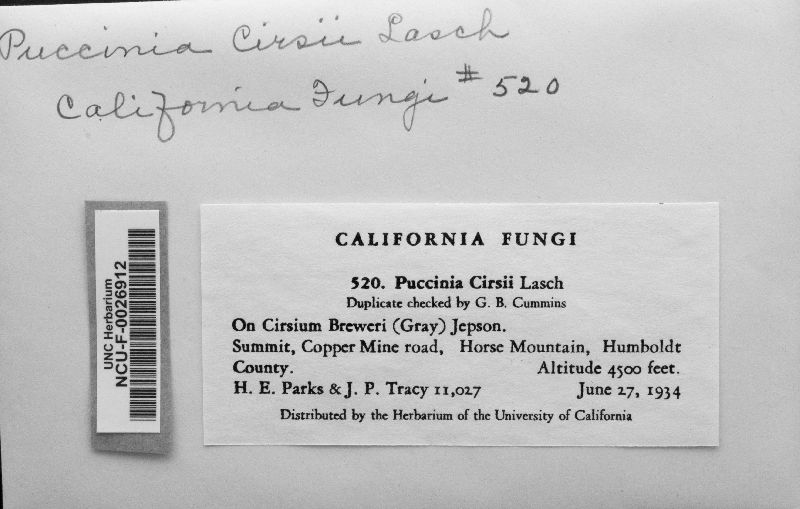 Puccinia Cirsii Lasch
California Fungi # 520
UNC Herbarium
NCU-F-0026912
CALIFORNIA FUNGI
520. Puccinia Cirsii Lasch
Duplicate checked by G. B. Cummins
On Cirsium Breweri (Gray) Jepson.
Summit, Copper Mine road, Horse Mountain, Humboldt
County. Altitude 4500 feet.
H. E. Parks & J. P. Tracy 11,027 June 27, 1934
Distributed by the Herbarium of the University of California